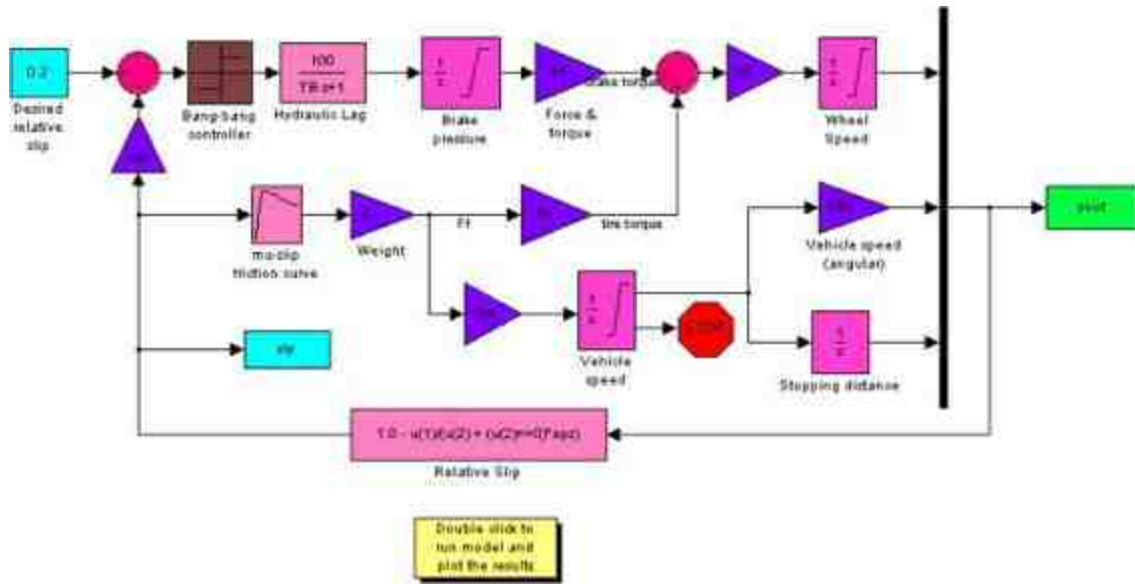 0.2
Desired
relative
slip
Bang-bang
controller
100
TB.s+1
Hydraulic Lag
1
s
Brake
pressure
Force &
torque
brake torque
1
s
Wheel
Speed
mu-slip
friction curve
Weight
Ff
tire torque
Vehicle speed
(angular)
yout
1
s
Vehicle
speed
STOP
1
s
Stopping distance
slp
1.0 - u(1)/(u(2) + (u(2)==0)*eps)
Relative Slip
Double click to
run model and
plot the results